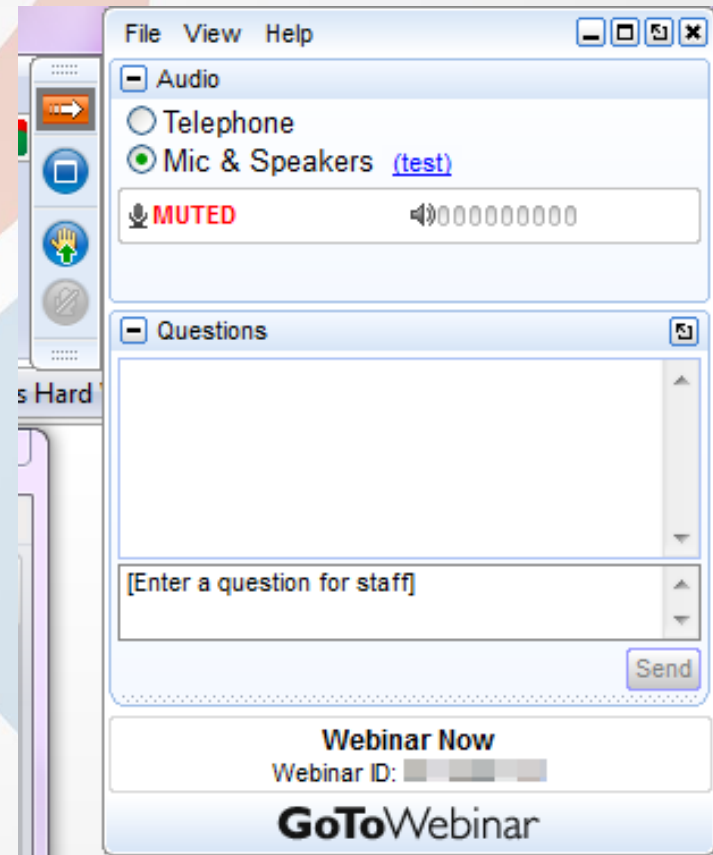 File View Help
Audio
Telephone
Mic & Speakers (test)
MUTED
Questions
s Hard
[Enter a question for staff]
Send
Webinar Now
Webinar ID:
GoToWebinar